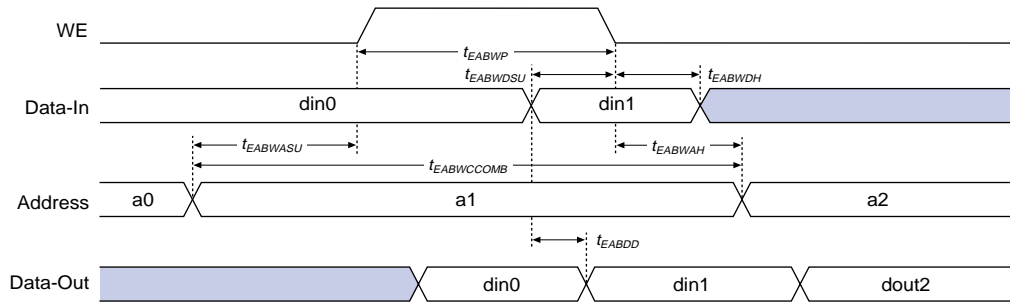 WE
tEABWP
tEABWDSU
tEABWDH
Data-In
din0
din1
tEABWASU
tEABWAH
tEABWCCOMB
Address
a0
a1
a2
tEABDD
Data-Out
din0
din1
dout2